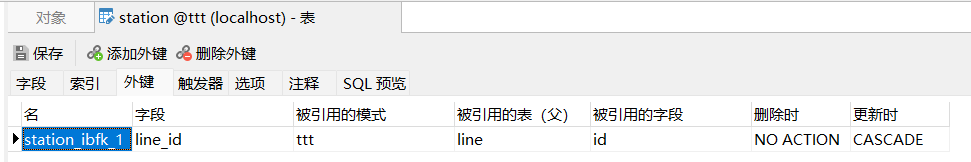 对象 station @ttt (localhost) - 表
保存 添加外键 删除外键
字段 索引 外键 触发器 选项 注释 SQL 预览
名 字段 被引用的模式 被引用的表（父） 被引用的字段 删除时 更新时
station_ibfk_1 line_id ttt line id NO ACTION CASCADE